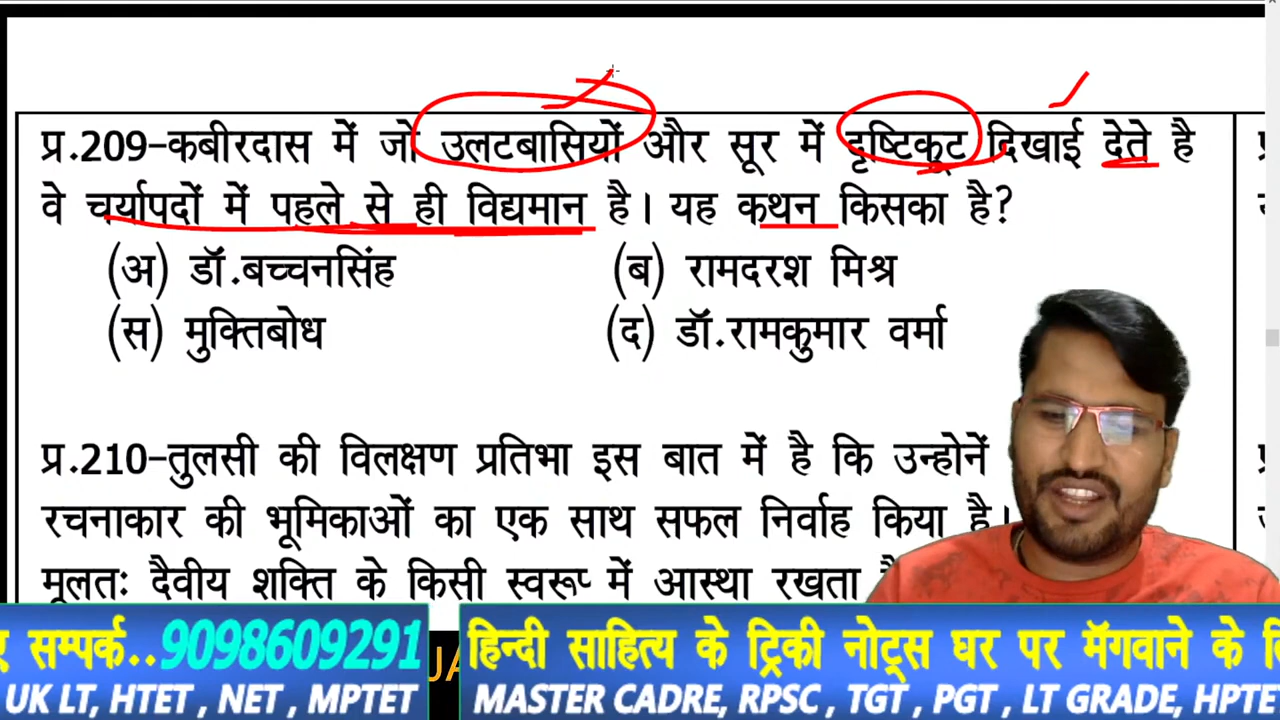 प्र.209-कबीरदास में जो उलटबासियों और सूर में दृष्टिकूट दिखाई देते है
वे चर्यापदों में पहले से ही विद्यमान है। यह कथन किसका है?
(अ) डॉ.बच्चनसिंह (ब) रामदरश मिश्र
(स) मुक्तिबोध (द) डॉ.रामकुमार वर्मा
प्र.210-तुलसी की विलक्षण प्रतिभा इस बात में है कि उन्होनें
रचनाकार की भूमिकाओं का एक साथ सफल निर्वाह किया है।
मूलतः दैवीय शक्ति के किसी स्वरूप में आस्था रखता
सम्पर्क..9098609291 हिन्दी साहित्य के ट्रिकी नोट्स घर पर मॅगवाने के
UK LT, HTET , NET , MPTET MASTER CADRE, RPSC , TGT , PGT , LT GRADE, HPTE